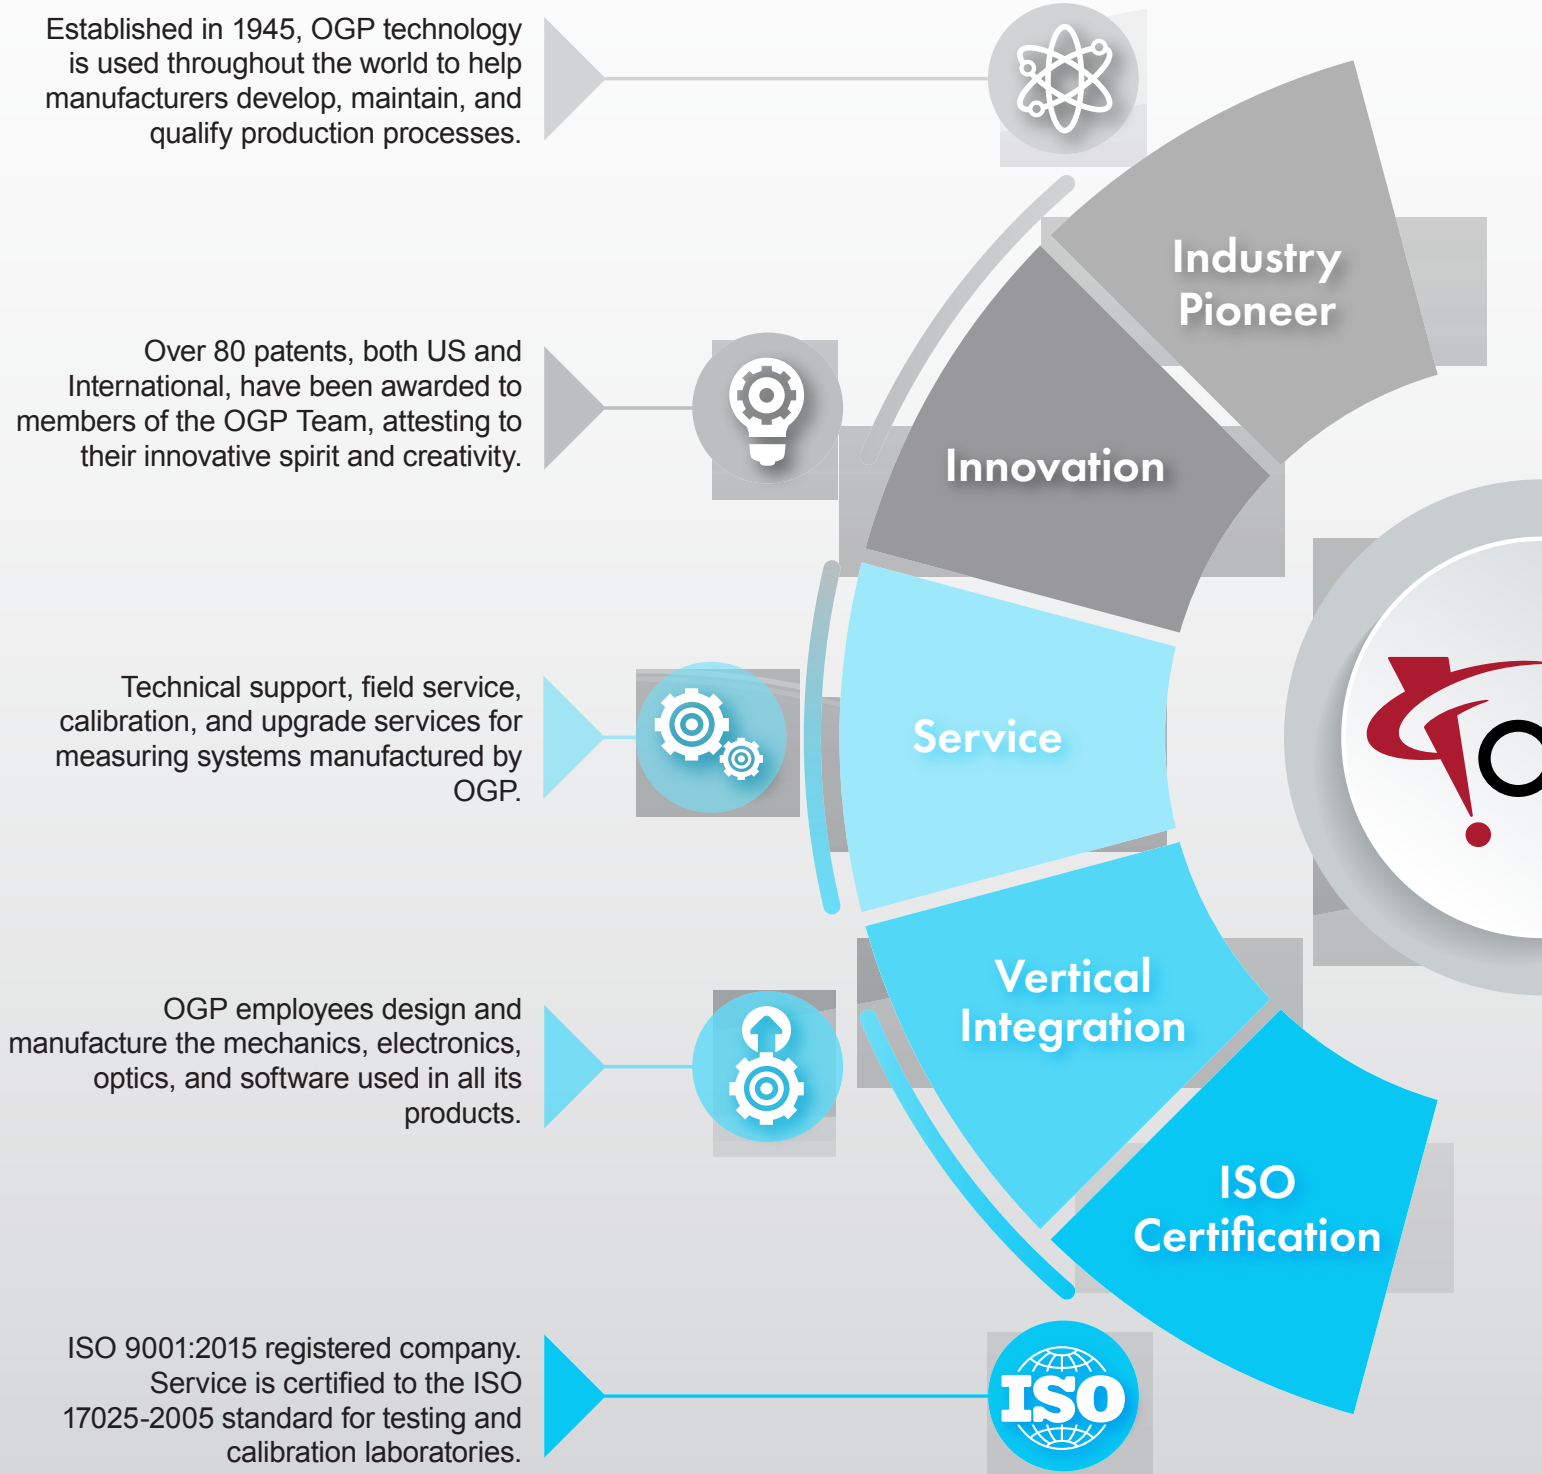 Established in 1945, OGP technology
is used throughout the world to help
manufacturers develop, maintain, and
qualify production processes.
Industry
Pioneer
Over 80 patents, both US and
International, have been awarded to
members of the OGP Team, attesting to
their innovative spirit and creativity.
Innovation
Technical support, field service,
calibration, and upgrade services for
measuring systems manufactured by
OGP.
Service
O
OGP employees design and
manufacture the mechanics, electronics,
optics, and software used in all its
products.
Vertical
Integration
ISO
Certification
ISO 9001:2015 registered company.
Service is certified to the ISO
17025-2005 standard for testing and
calibration laboratories.
ISO